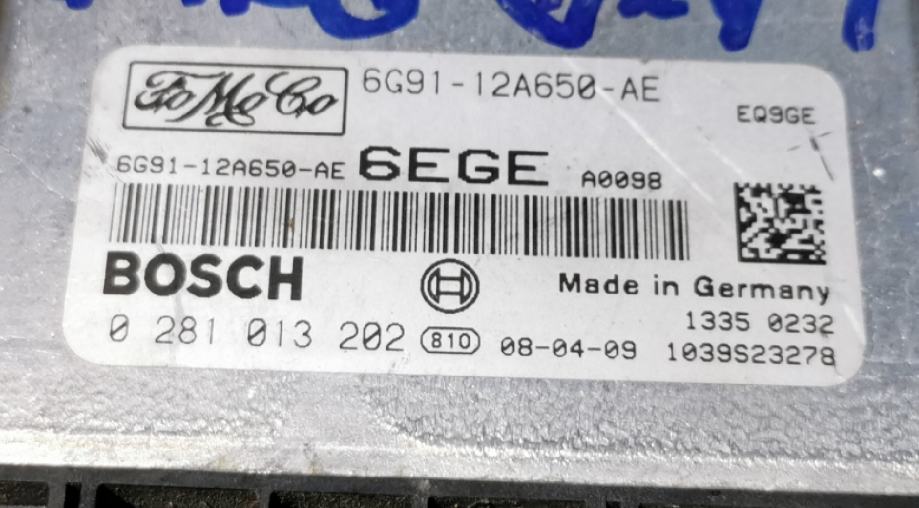 FoMoCo 6G91-12A650-AE
EQ9GE
6G91-12A650-AE 6EGE A0098
BOSCH
Made in Germany
1335 0232
0 281 013 202 810 08-04-09 1039S23278